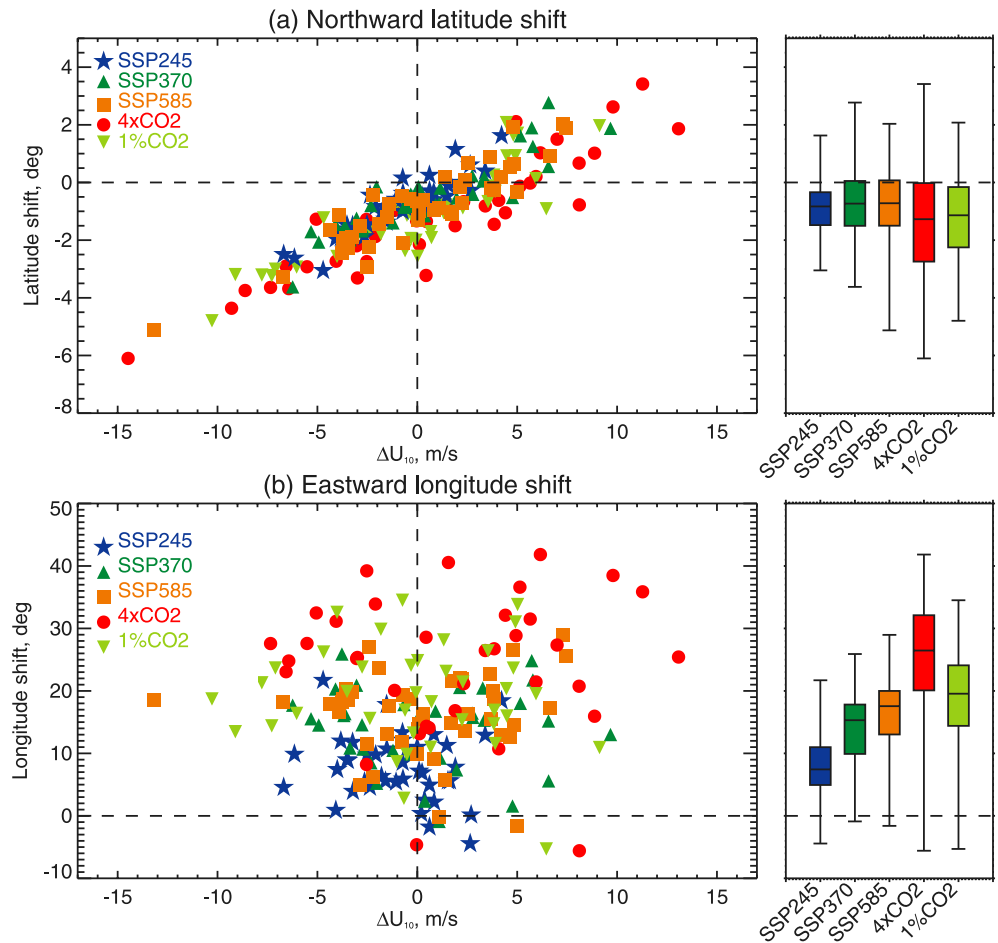 (a) Northward latitude shift
4
2
0
-2
-4
-6
-8
Latitude shift, deg
SSP245
SSP370
SSP585
4xCO2
1%CO2
-15
-10
-5
0
5
10
15
ΔU₁₀, m/s
SSP245
SSP370
SSP585
4xCO2
1%CO2
(b) Eastward longitude shift
50
40
30
20
10
0
-10
Longitude shift, deg
SSP245
SSP370
SSP585
4xCO2
1%CO2
-15
-10
-5
0
5
10
15
ΔU₁₀, m/s
SSP245
SSP370
SSP585
4xCO2
1%CO2